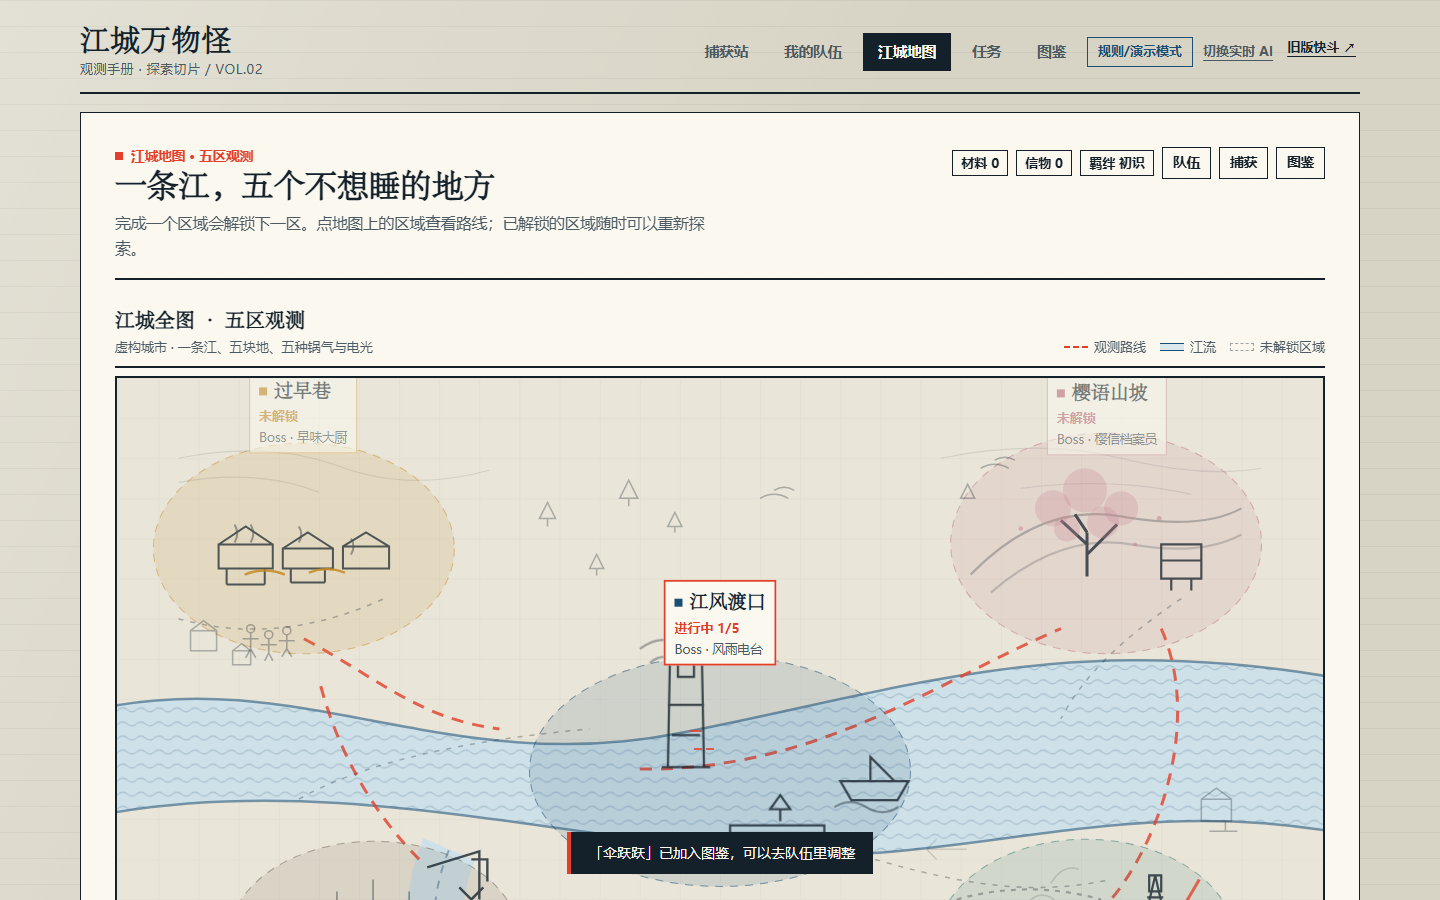 江城万物怪
观测手册 · 探索切片 / VOL.02
捕获站 我的队伍 江城地图 任务 图鉴 规则/演示模式 切换实时 AI 旧版快斗 ↗
江城地图 • 五区观测
一条江，五个不想睡的地方
完成一个区域会解锁下一区。点地图上的区域查看路线；已解锁的区域随时可以重新探
索。
材料 0 信物 0 羁绊 初识 队伍 捕获 图鉴
江城全图 · 五区观测
虚构城市 · 一条江、五块地、五种锅气与电光
观测路线 江流 未解锁区域
过早巷
未解锁
Boss · 早味大厨
樱语山坡
未解锁
Boss · 樱信档案员
江风渡口
进行中 1/5
Boss · 风雨电台
「伞跃跃」已加入图鉴，可以去队伍里调整